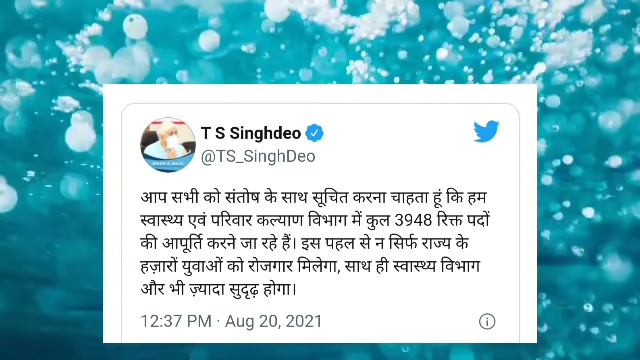 T S Singhdeo
@TS_SinghDeo
आप सभी को संतोष के साथ सूचित करना चाहता हूं कि हम
स्वास्थ्य एवं परिवार कल्याण विभाग में कुल 3948 रिक्त पदों
की आपूर्ति करने जा रहे हैं। इस पहल से न सिर्फ राज्य के
हज़ारों युवाओं को रोजगार मिलेगा, साथ ही स्वास्थ्य विभाग
और भी ज़्यादा सुदृढ़ होगा।
12:37 PM · Aug 20, 2021